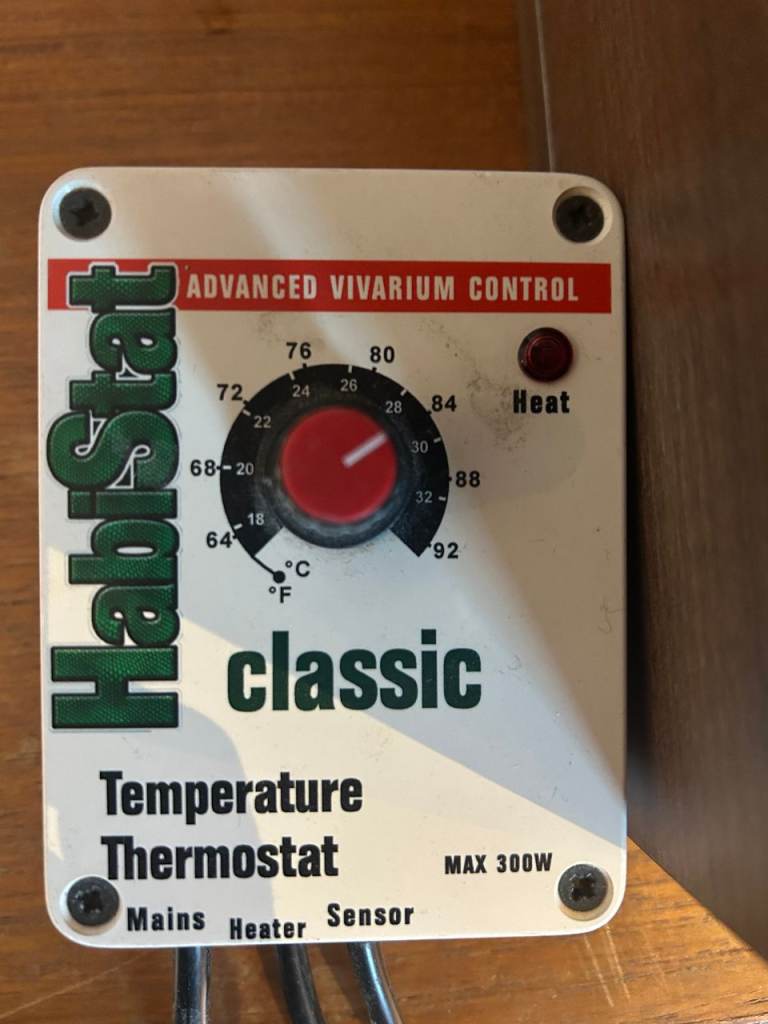 ADVANCED VIVARIUM CONTROL
HabiStat
Heat
64 68 72 76 80 84 88 92
18 20 22 24 26 28 30 32
°C
°F
classic
Temperature
Thermostat
MAX 300W
Mains Heater Sensor